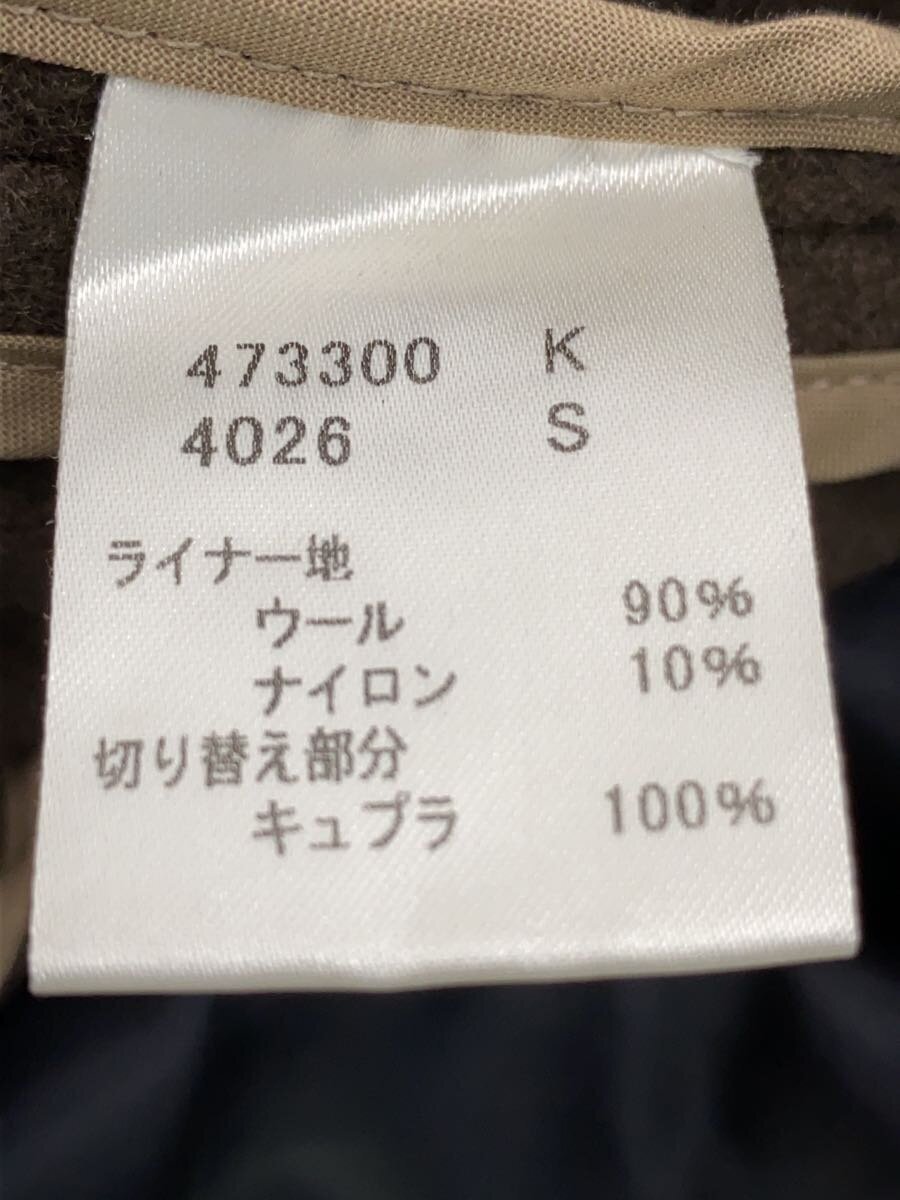 473300 K
4026 S
ライナー地
ウール 90%
ナイロン 10%
切り替え部分
キュプラ 100%